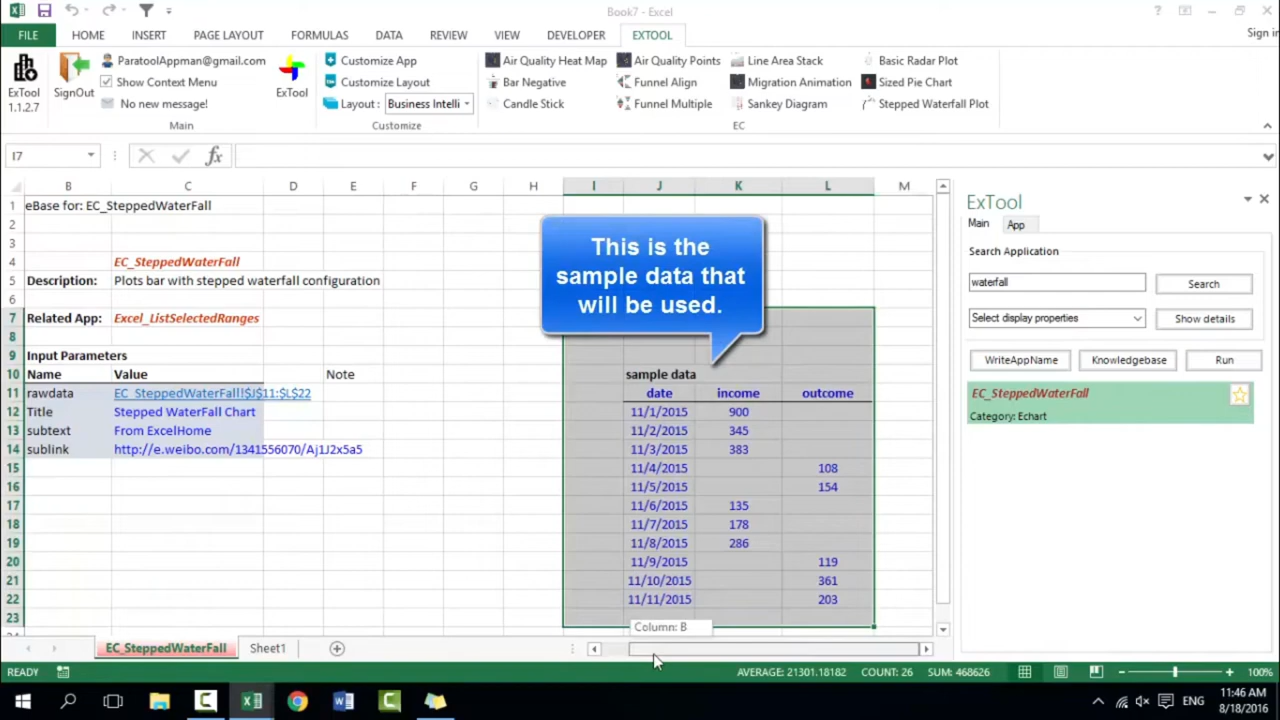 Book7 - Excel
Sign in
FILE HOME INSERT PAGE LAYOUT FORMULAS DATA REVIEW VIEW DEVELOPER EXTOOL
ExTool
1.1.2.7
SignOut
ParatoolAppman@gmail.com
Show Context Menu
No new message!
Main
ExTool
Customize App
Customize Layout
Layout : Business Intelli
Customize
Air Quality Heat Map Air Quality Points Line Area Stack Basic Radar Plot
Bar Negative Funnel Align Migration Animation Sized Pie Chart
Candle Stick Funnel Multiple Sankey Diagram Stepped Waterfall Plot
EC
I7
fx
B C D E F G H I J K L M
1 eBase for: EC_SteppedWaterFall
2
3
4 EC_SteppedWaterFall
5 Description: Plots bar with stepped waterfall configuration
6
7 Related App: Excel_ListSelectedRanges
8
9 Input Parameters
10 Name Value Note sample data
11 rawdata EC_SteppedWaterFall!$J$11:$L$22 date income outcome
12 Title Stepped WaterFall Chart 11/1/2015 900
13 subtext From ExcelHome 11/2/2015 345
14 sublink http://e.weibo.com/1341556070/Aj1J2x5a5 11/3/2015 383
15 11/4/2015 108
16 11/5/2015 154
17 11/6/2015 135
18 11/7/2015 178
19 11/8/2015 286
20 11/9/2015 119
21 11/10/2015 361
22 11/11/2015 203
23
This is the
sample data that
will be used.
Column: B
ExTool
Main App
Search Application
waterfall Search
Select display properties Show details
WriteAppName Knowledgebase Run
EC_SteppedWaterFall
Category: Echart
EC_SteppedWaterFall Sheet1
READY AVERAGE: 21301.18182 COUNT: 26 SUM: 468626 100%
ENG
11:46 AM
8/18/2016